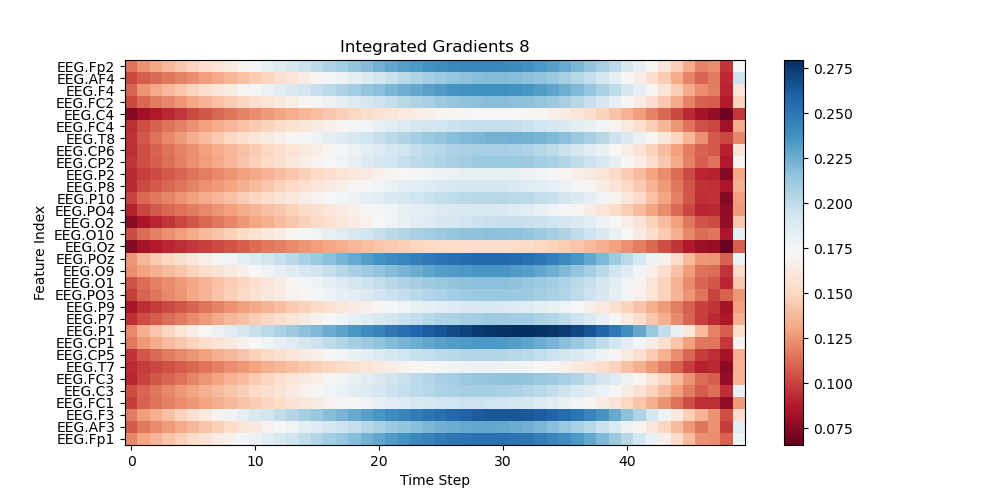 Integrated Gradients 8
EEG.Fp2
EEG.AF4
EEG.F4
EEG.FC2
EEG.C4
EEG.FC4
EEG.T8
EEG.CP6
EEG.CP2
EEG.P2
EEG.P8
EEG.P10
EEG.PO4
EEG.O2
EEG.O10
EEG.Oz
EEG.POz
EEG.O9
EEG.O1
EEG.PO3
EEG.P9
EEG.P7
EEG.P1
EEG.CP1
EEG.CP5
EEG.T7
EEG.FC3
EEG.C3
EEG.FC1
EEG.F3
EEG.AF3
EEG.Fp1
Feature Index
0 10 20 30 40
Time Step
0.275
0.250
0.225
0.200
0.175
0.150
0.125
0.100
0.075